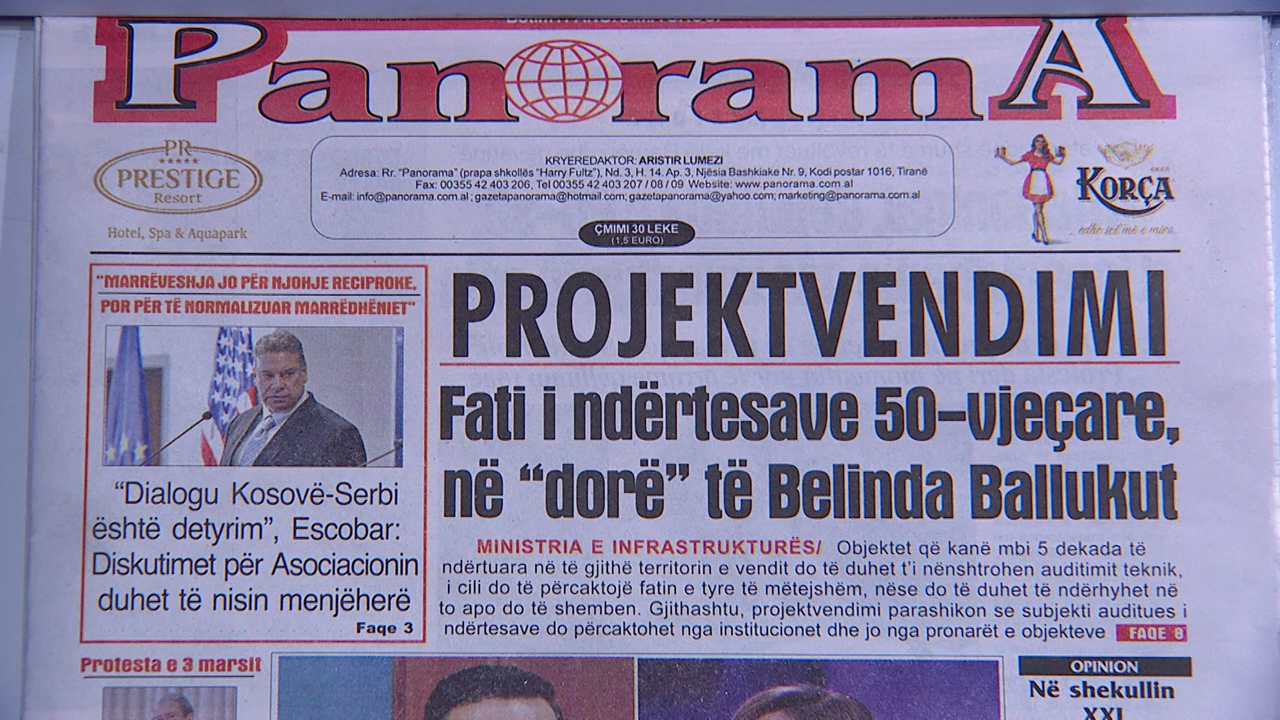 PanoramA
PR
PRESTIGE
Resort
Hotel, Spa & Aquapark
KRYEREDAKTOR: ARISTIR LUMEZI
Adresa: Rr. "Panorama" (prapa shkollës "Harry Fultz"), Nd. 3, H. 14. Ap. 3, Njësia Bashkiake Nr. 9, Kodi postar 1016, Tiranë
Fax: 00355 42 403 206, Tel 00355 42 403 207 / 08 / 09 Website: www.panorama.com.al
E-mail: info@panorama.com.al; gazetapanorama@hotmail.com; gazetapanorama@yahoo.com; marketing@panorama.com.al
ÇMIMI 30 LEKE
(1,5 EURO)
KORÇA
"MARRËVESHJA JO PËR NJOHJE RECIPROKE,
POR PËR TË NORMALIZUAR MARRËDHËNIET"
"Dialogu Kosovë-Serbi
është detyrim", Escobar:
Diskutimet për Asociacionin
duhet të nisin menjëherë
Faqe 3
PROJEKTVENDIMI
Fati i ndërtesave 50-vjeçare,
në "dorë" të Belinda Ballukut
MINISTRIA E INFRASTRUKTURËS/ Objektet që kanë mbi 5 dekada të
ndërtuara në të gjithë territorin e vendit do të duhet t'i nënshtrohen auditimit teknik,
i cili do të përcaktojë fatin e tyre të mëtejshëm, nëse do të duhet të ndërhyhet në
to apo do të shemben. Gjithashtu, projektvendimi parashikon se subjekti auditues i
ndërtesave do përcaktohet nga institucionet dhe jo nga pronarët e objekteve FAQE 8
Protesta e 3 marsit
OPINION
Në shekullin
XXI